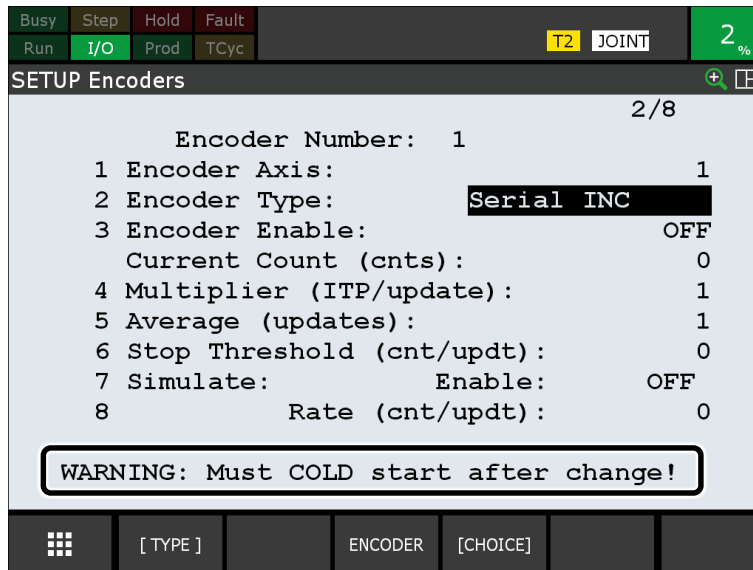 Busy Step Hold Fault
Run I/O Prod TCyc T2 JOINT 2 %
SETUP Encoders
2/8
Encoder Number: 1
1 Encoder Axis: 1
2 Encoder Type: Serial INC
3 Encoder Enable: OFF
Current Count (cnts): 0
4 Multiplier (ITP/update): 1
5 Average (updates): 1
6 Stop Threshold (cnt/updt): 0
7 Simulate: Enable: OFF
8 Rate (cnt/updt): 0
WARNING: Must COLD start after change!
[ TYPE ] ENCODER [CHOICE]